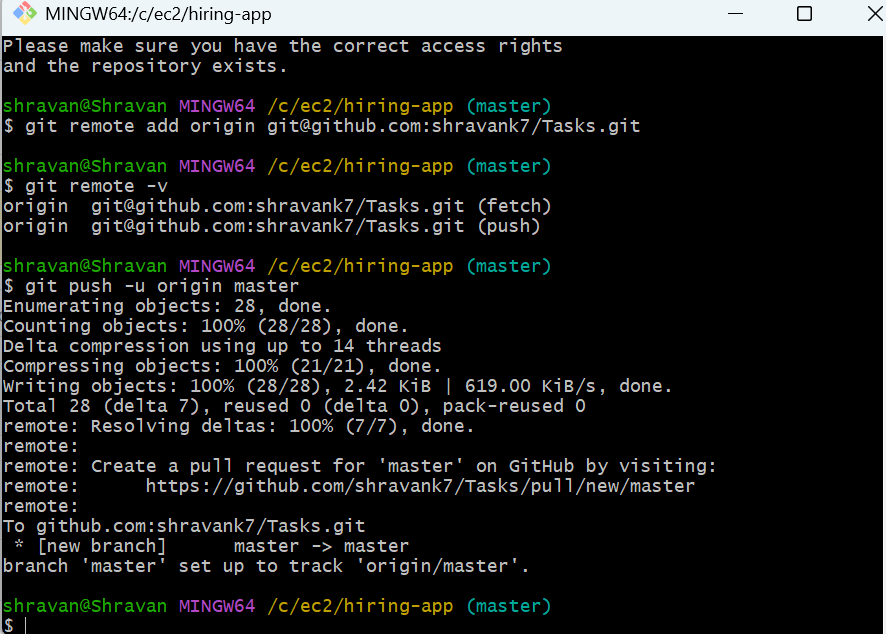 MINGW64:/c/ec2/hiring-app
Please make sure you have the correct access rights
and the repository exists.
shravan@Shravan MINGW64 /c/ec2/hiring-app (master)
$ git remote add origin git@github.com:shravank7/Tasks.git
shravan@Shravan MINGW64 /c/ec2/hiring-app (master)
$ git remote -v
origin  git@github.com:shravank7/Tasks.git (fetch)
origin  git@github.com:shravank7/Tasks.git (push)
shravan@Shravan MINGW64 /c/ec2/hiring-app (master)
$ git push -u origin master
Enumerating objects: 28, done.
Counting objects: 100% (28/28), done.
Delta compression using up to 14 threads
Compressing objects: 100% (21/21), done.
Writing objects: 100% (28/28), 2.42 KiB | 619.00 KiB/s, done.
Total 28 (delta 7), reused 0 (delta 0), pack-reused 0
remote: Resolving deltas: 100% (7/7), done.
remote:
remote: Create a pull request for 'master' on GitHub by visiting:
remote:      https://github.com/shravank7/Tasks/pull/new/master
remote:
To github.com:shravank7/Tasks.git
 * [new branch]      master -> master
branch 'master' set up to track 'origin/master'.
shravan@Shravan MINGW64 /c/ec2/hiring-app (master)
$